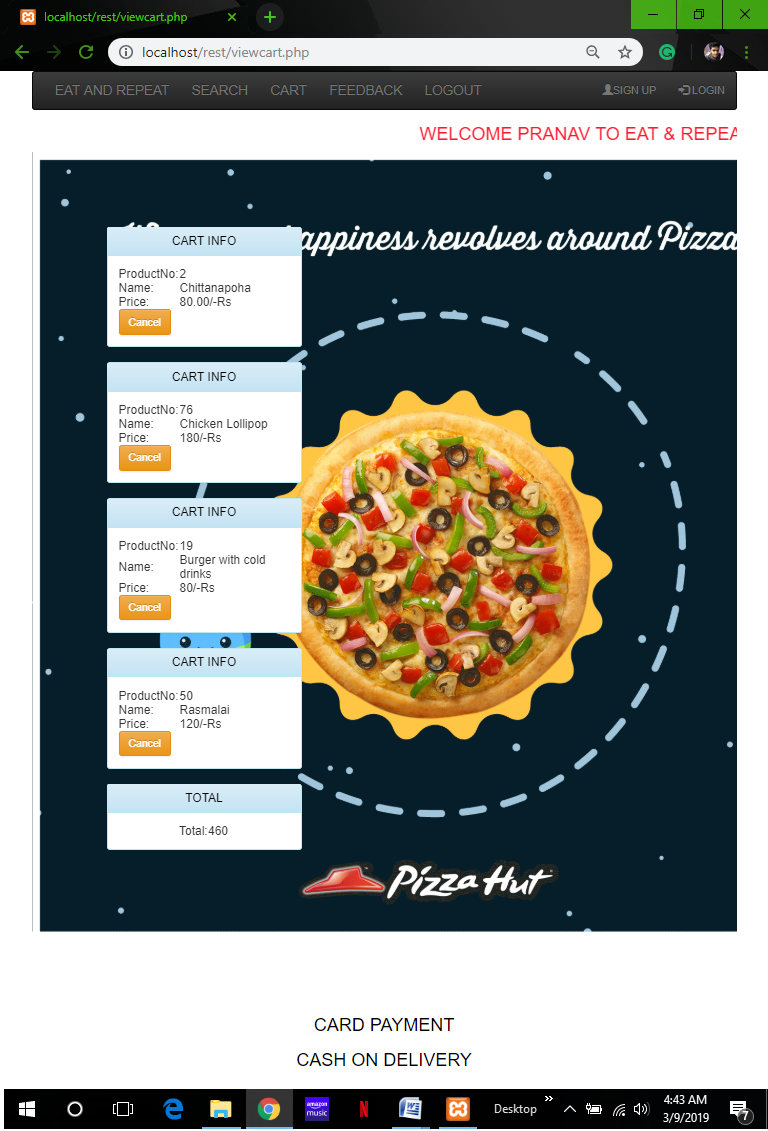 localhost/rest/viewcart.php
localhost/rest/viewcart.php
EAT AND REPEAT SEARCH CART FEEDBACK LOGOUT SIGN UP LOGIN
WELCOME PRANAV TO EAT & REPEA
appiness revolves around Pizza
CART INFO
ProductNo:2
Name: Chittanapoha
Price: 80.00/-Rs
Cancel
CART INFO
ProductNo:76
Name: Chicken Lollipop
Price: 180/-Rs
Cancel
CART INFO
ProductNo:19
Name: Burger with cold
drinks
Price: 80/-Rs
Cancel
CART INFO
ProductNo:50
Name: Rasmalai
Price: 120/-Rs
Cancel
TOTAL
Total:460
Pizza Hut
CARD PAYMENT
CASH ON DELIVERY
amazon
music
Desktop
4:43 AM
3/9/2019
7